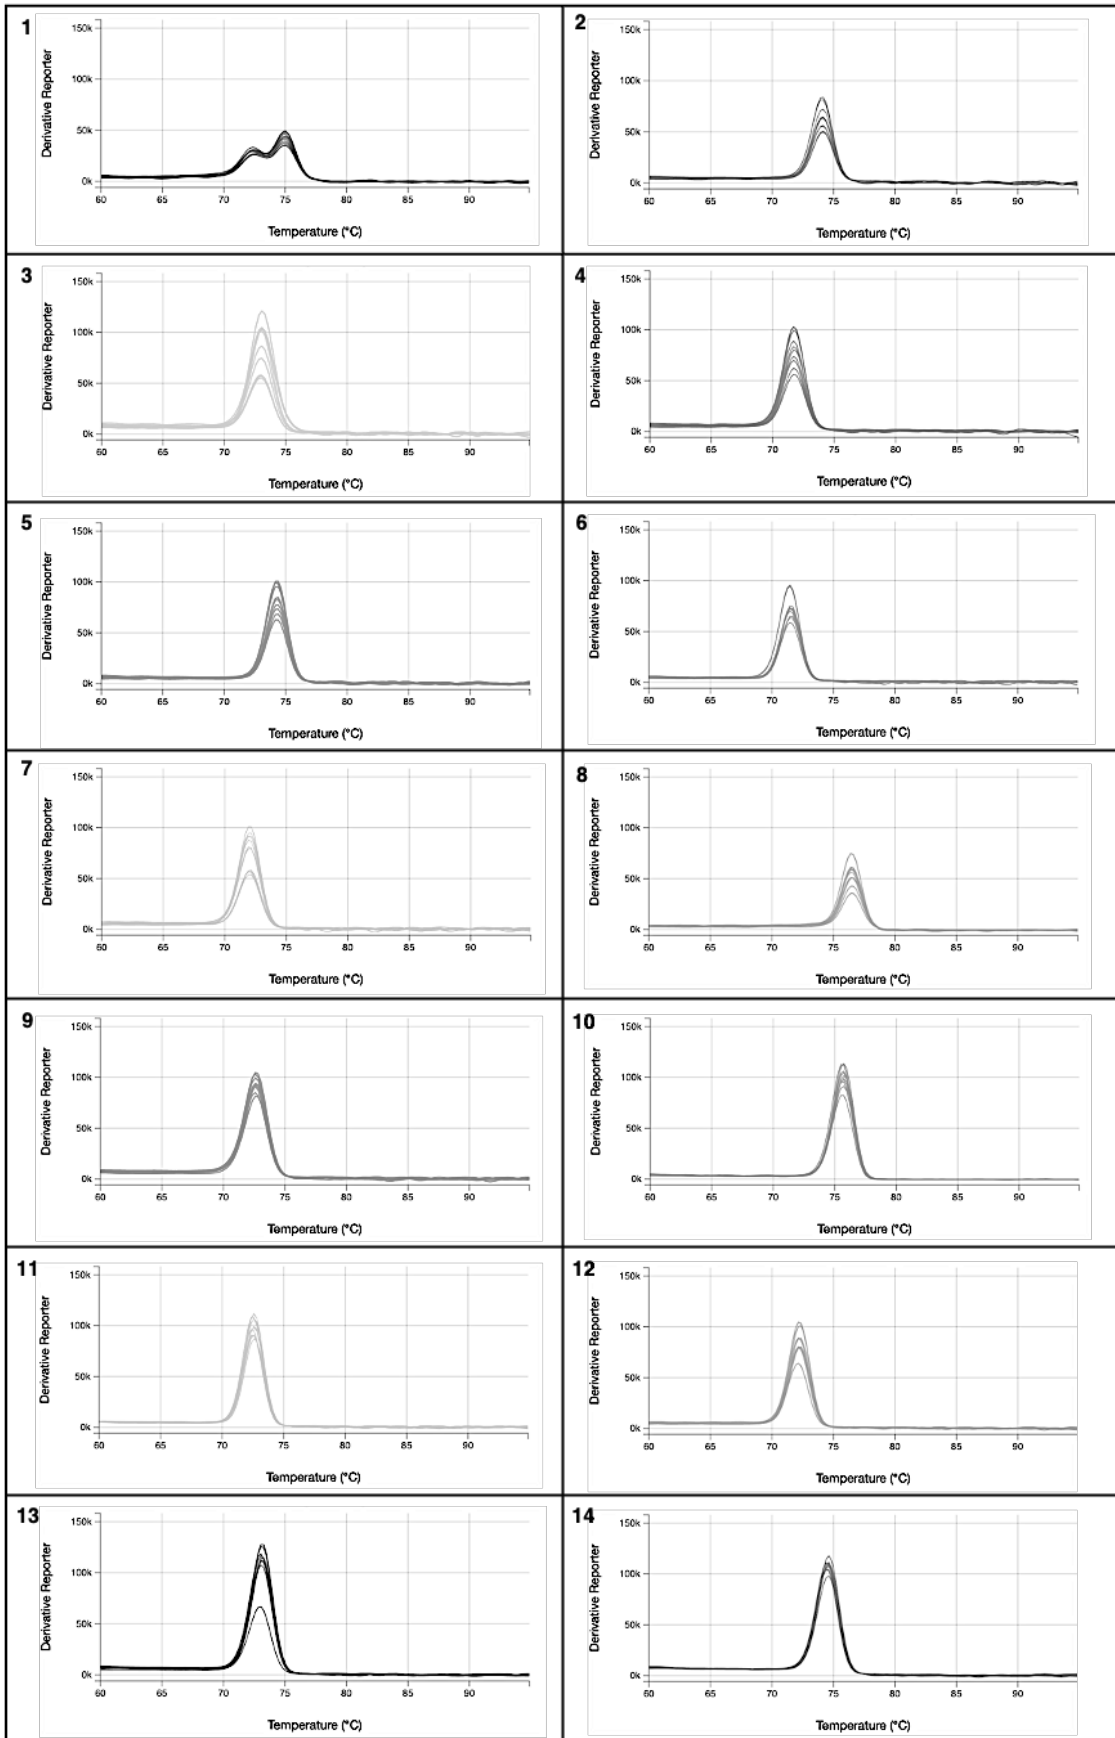 1
Derivative Reporter
150k
100k
50k
0k
60 65 70 75 80 85 90
Temperature (°C)
2
Derivative Reporter
150k
100k
50k
0k
60 65 70 75 80 85 90
Temperature (°C)
3
Derivative Reporter
150k
100k
50k
0k
60 65 70 75 80 85 90
Temperature (°C)
4
Derivative Reporter
150k
100k
50k
0k
60 65 70 75 80 85 90
Temperature (°C)
5
Derivative Reporter
150k
100k
50k
0k
60 65 70 75 80 85 90
Temperature (°C)
6
Derivative Reporter
150k
100k
50k
0k
60 65 70 75 80 85 90
Temperature (°C)
7
Derivative Reporter
150k
100k
50k
0k
60 65 70 75 80 85 90
Temperature (°C)
8
Derivative Reporter
150k
100k
50k
0k
60 65 70 75 80 85 90
Temperature (°C)
9
Derivative Reporter
150k
100k
50k
0k
60 65 70 75 80 85 90
Temperature (°C)
10
Derivative Reporter
150k
100k
50k
0k
60 65 70 75 80 85 90
Temperature (°C)
11
Derivative Reporter
150k
100k
50k
0k
60 65 70 75 80 85 90
Temperature (°C)
12
Derivative Reporter
150k
100k
50k
0k
60 65 70 75 80 85 90
Temperature (°C)
13
Derivative Reporter
150k
100k
50k
0k
60 65 70 75 80 85 90
Temperature (°C)
14
Derivative Reporter
150k
100k
50k
0k
60 65 70 75 80 85 90
Temperature (°C)